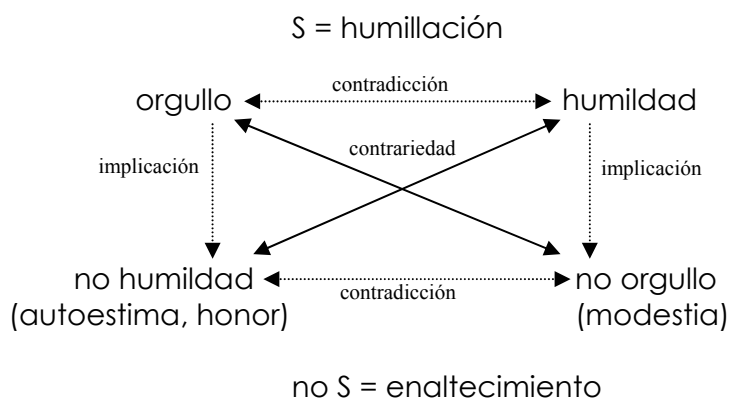 S = humillación
contradicción
orgullo
humildad
contrariedad
implicación
implicación
no humildad
(autoestima, honor)
contradicción
no orgullo
(modestia)
no S = enaltecimiento